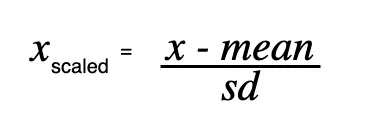 x scaled = x - mean
sd